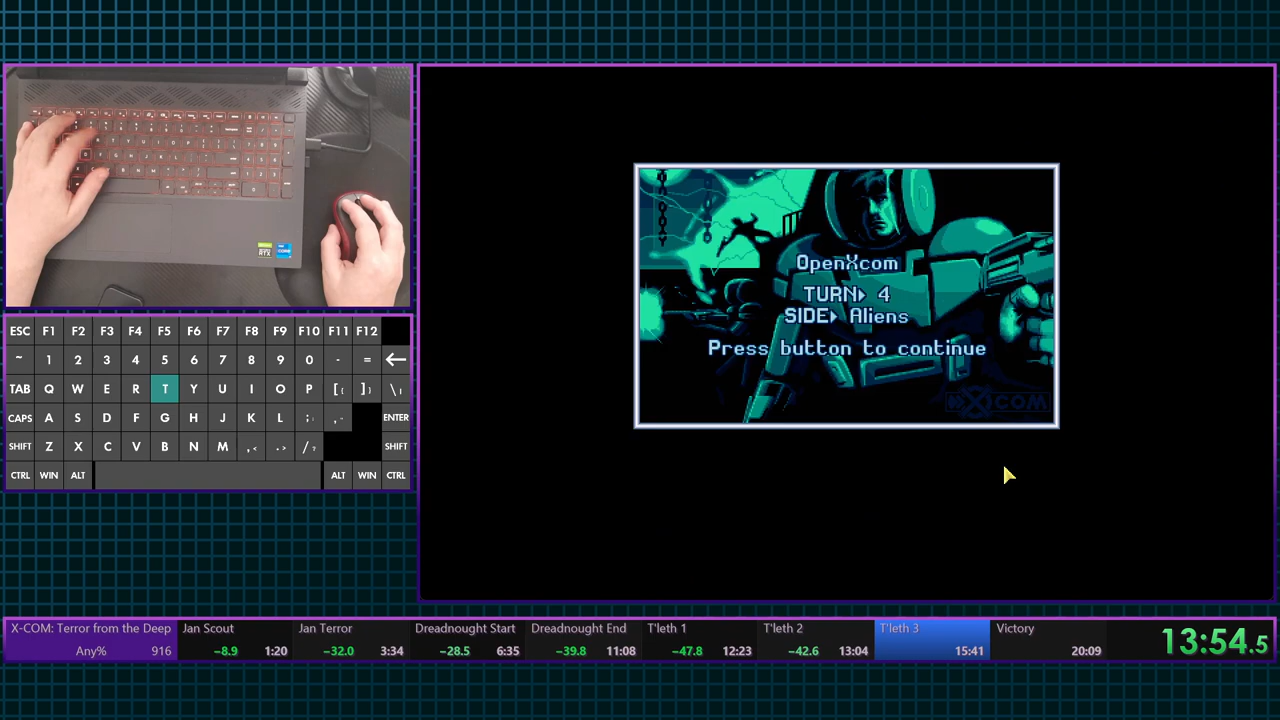 OpenXcom
TURN▸ 4
SIDE▸ Aliens
Press button to continue
X-COM
ESC F1 F2 F3 F4 F5 F6 F7 F8 F9 F10 F11 F12
~ 1 2 3 4 5 6 7 8 9 0 - = ←
TAB Q W E R T Y U I O P [{ ]} \|
CAPS A S D F G H J K L ;: ENTER
SHIFT Z X C V B N M ,< .> /? SHIFT
CTRL WIN ALT ALT WIN CTRL
X-COM: Terror from the Deep
Any% 916
Jan Scout
−8.9 1:20
Jan Terror
−32.0 3:34
Dreadnought Start
−28.5 6:35
Dreadnought End
−39.8 11:08
T'leth 1
−47.8 12:23
T'leth 2
−42.6 13:04
T'leth 3
15:41
Victory
20:09
13:54.5